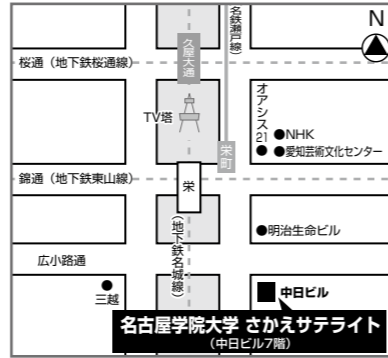 N
名鉄瀬戸線
久屋大通
桜通（地下鉄桜通線）
TV塔
オアシス21
●NHK
●愛知芸術文化センター
栄町
錦通（地下鉄東山線）
栄
（地下鉄名城線）
●明治生命ビル
広小路通
三越
中日ビル
名古屋学院大学 さかえサテライト
（中日ビル7階）